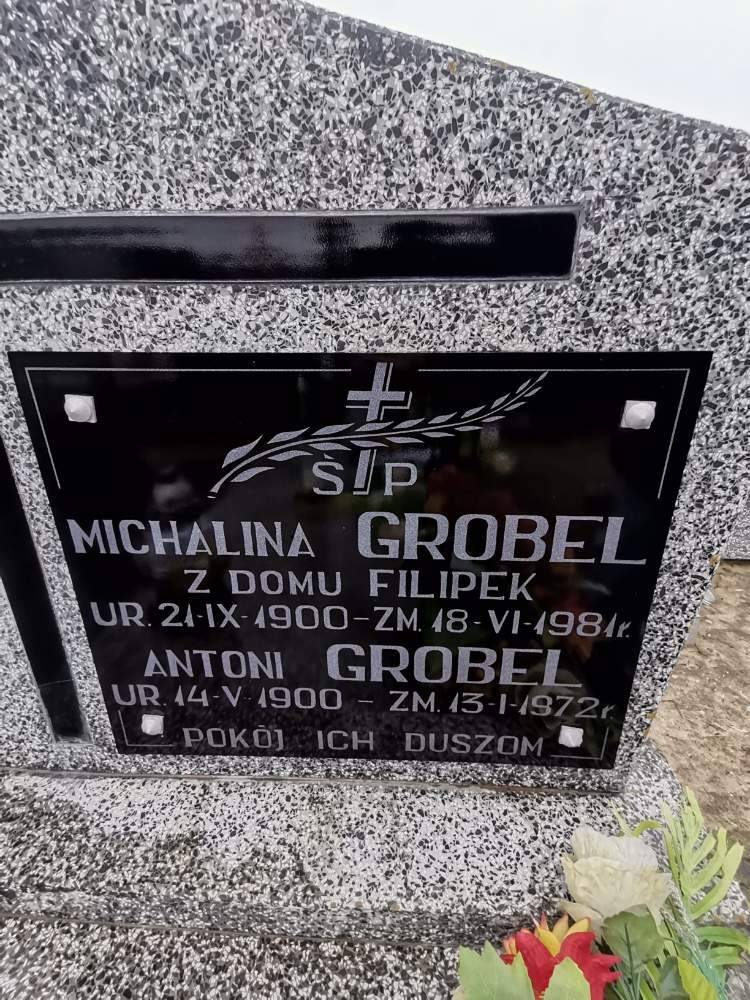 Ś P
MICHALINA GROBEL
Z DOMU FILIPEK
UR. 21-IX-1900 - ZM. 18-VI-1981r.
ANTONI GROBEL
UR. 14-V-1900 - ZM. 13-I-1972r.
POKÓJ ICH DUSZOM